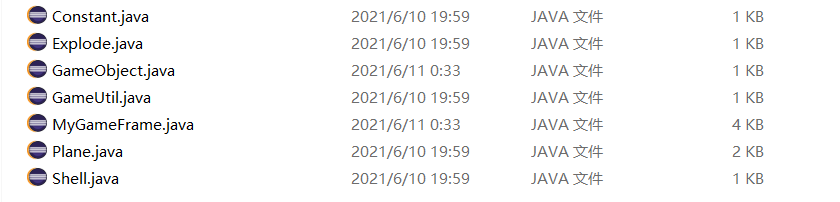 Constant.java 2021/6/10 19:59 JAVA 文件 1 KB
Explode.java 2021/6/10 19:59 JAVA 文件 1 KB
GameObject.java 2021/6/11 0:33 JAVA 文件 1 KB
GameUtil.java 2021/6/10 19:59 JAVA 文件 1 KB
MyGameFrame.java 2021/6/11 0:33 JAVA 文件 4 KB
Plane.java 2021/6/10 19:59 JAVA 文件 2 KB
Shell.java 2021/6/10 19:59 JAVA 文件 1 KB